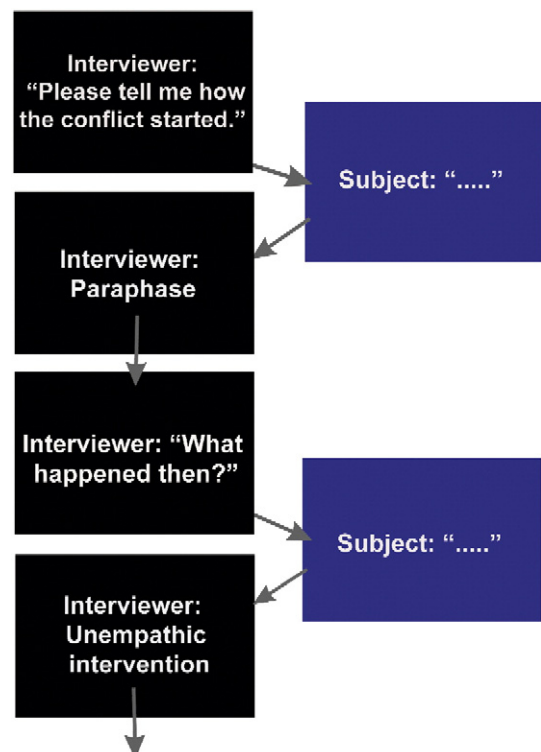 Interviewer:
“Please tell me how
the conflict started.”
Subject: “.....”
Interviewer:
Paraphase
Interviewer: “What
happened then?”
Subject: “.....”
Interviewer:
Unempathic
intervention